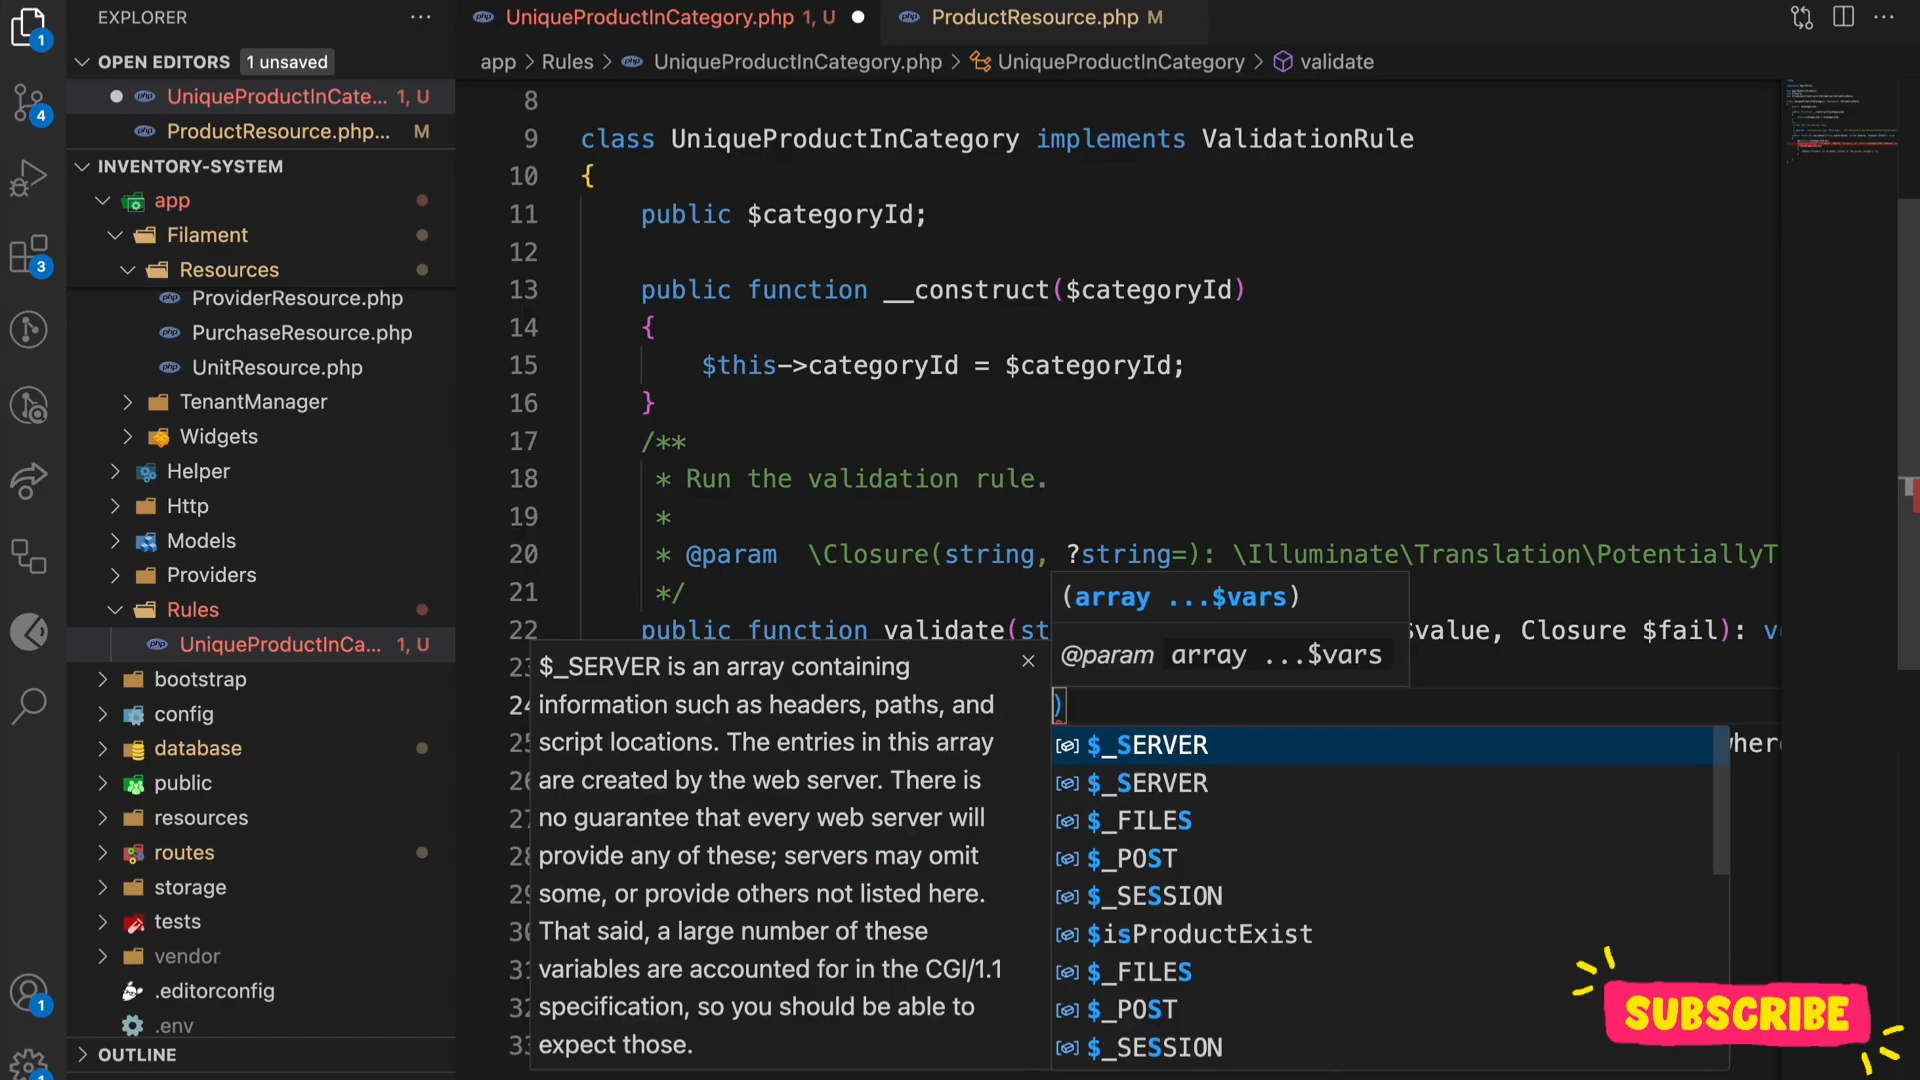 EXPLORER
OPEN EDITORS 1 unsaved
UniqueProductInCate... 1, U
ProductResource.php... M
INVENTORY-SYSTEM
app
Filament
Resources
ProviderResource.php
PurchaseResource.php
UnitResource.php
TenantManager
Widgets
Helper
Http
Models
Providers
Rules
UniqueProductInCa... 1, U
bootstrap
config
database
public
resources
routes
storage
tests
vendor
.editorconfig
.env
OUTLINE
1
4
3
1
1
UniqueProductInCategory.php 1, U
ProductResource.php M
app > Rules > UniqueProductInCategory.php > UniqueProductInCategory > validate
8
9 class UniqueProductInCategory implements ValidationRule
10 {
11 public $categoryId;
12
13 public function __construct($categoryId)
14 {
15 $this->categoryId = $categoryId;
16 }
17 /**
18 * Run the validation rule.
19 *
20 * @param \Closure(string, ?string=): \Illuminate\Translation\PotentiallyT
21 */
22 public function validate(st $value, Closure $fail): v
(array ...$vars)
@param array ...$vars
24 )
$_SERVER is an array containing
information such as headers, paths, and
script locations. The entries in this array
are created by the web server. There is
no guarantee that every web server will
provide any of these; servers may omit
some, or provide others not listed here.
That said, a large number of these
variables are accounted for in the CGI/1.1
specification, so you should be able to
expect those.
$_SERVER
$_SERVER
$_FILES
$_POST
$_SESSION
$isProductExist
$_FILES
$_POST
$_SESSION
SUBSCRIBE